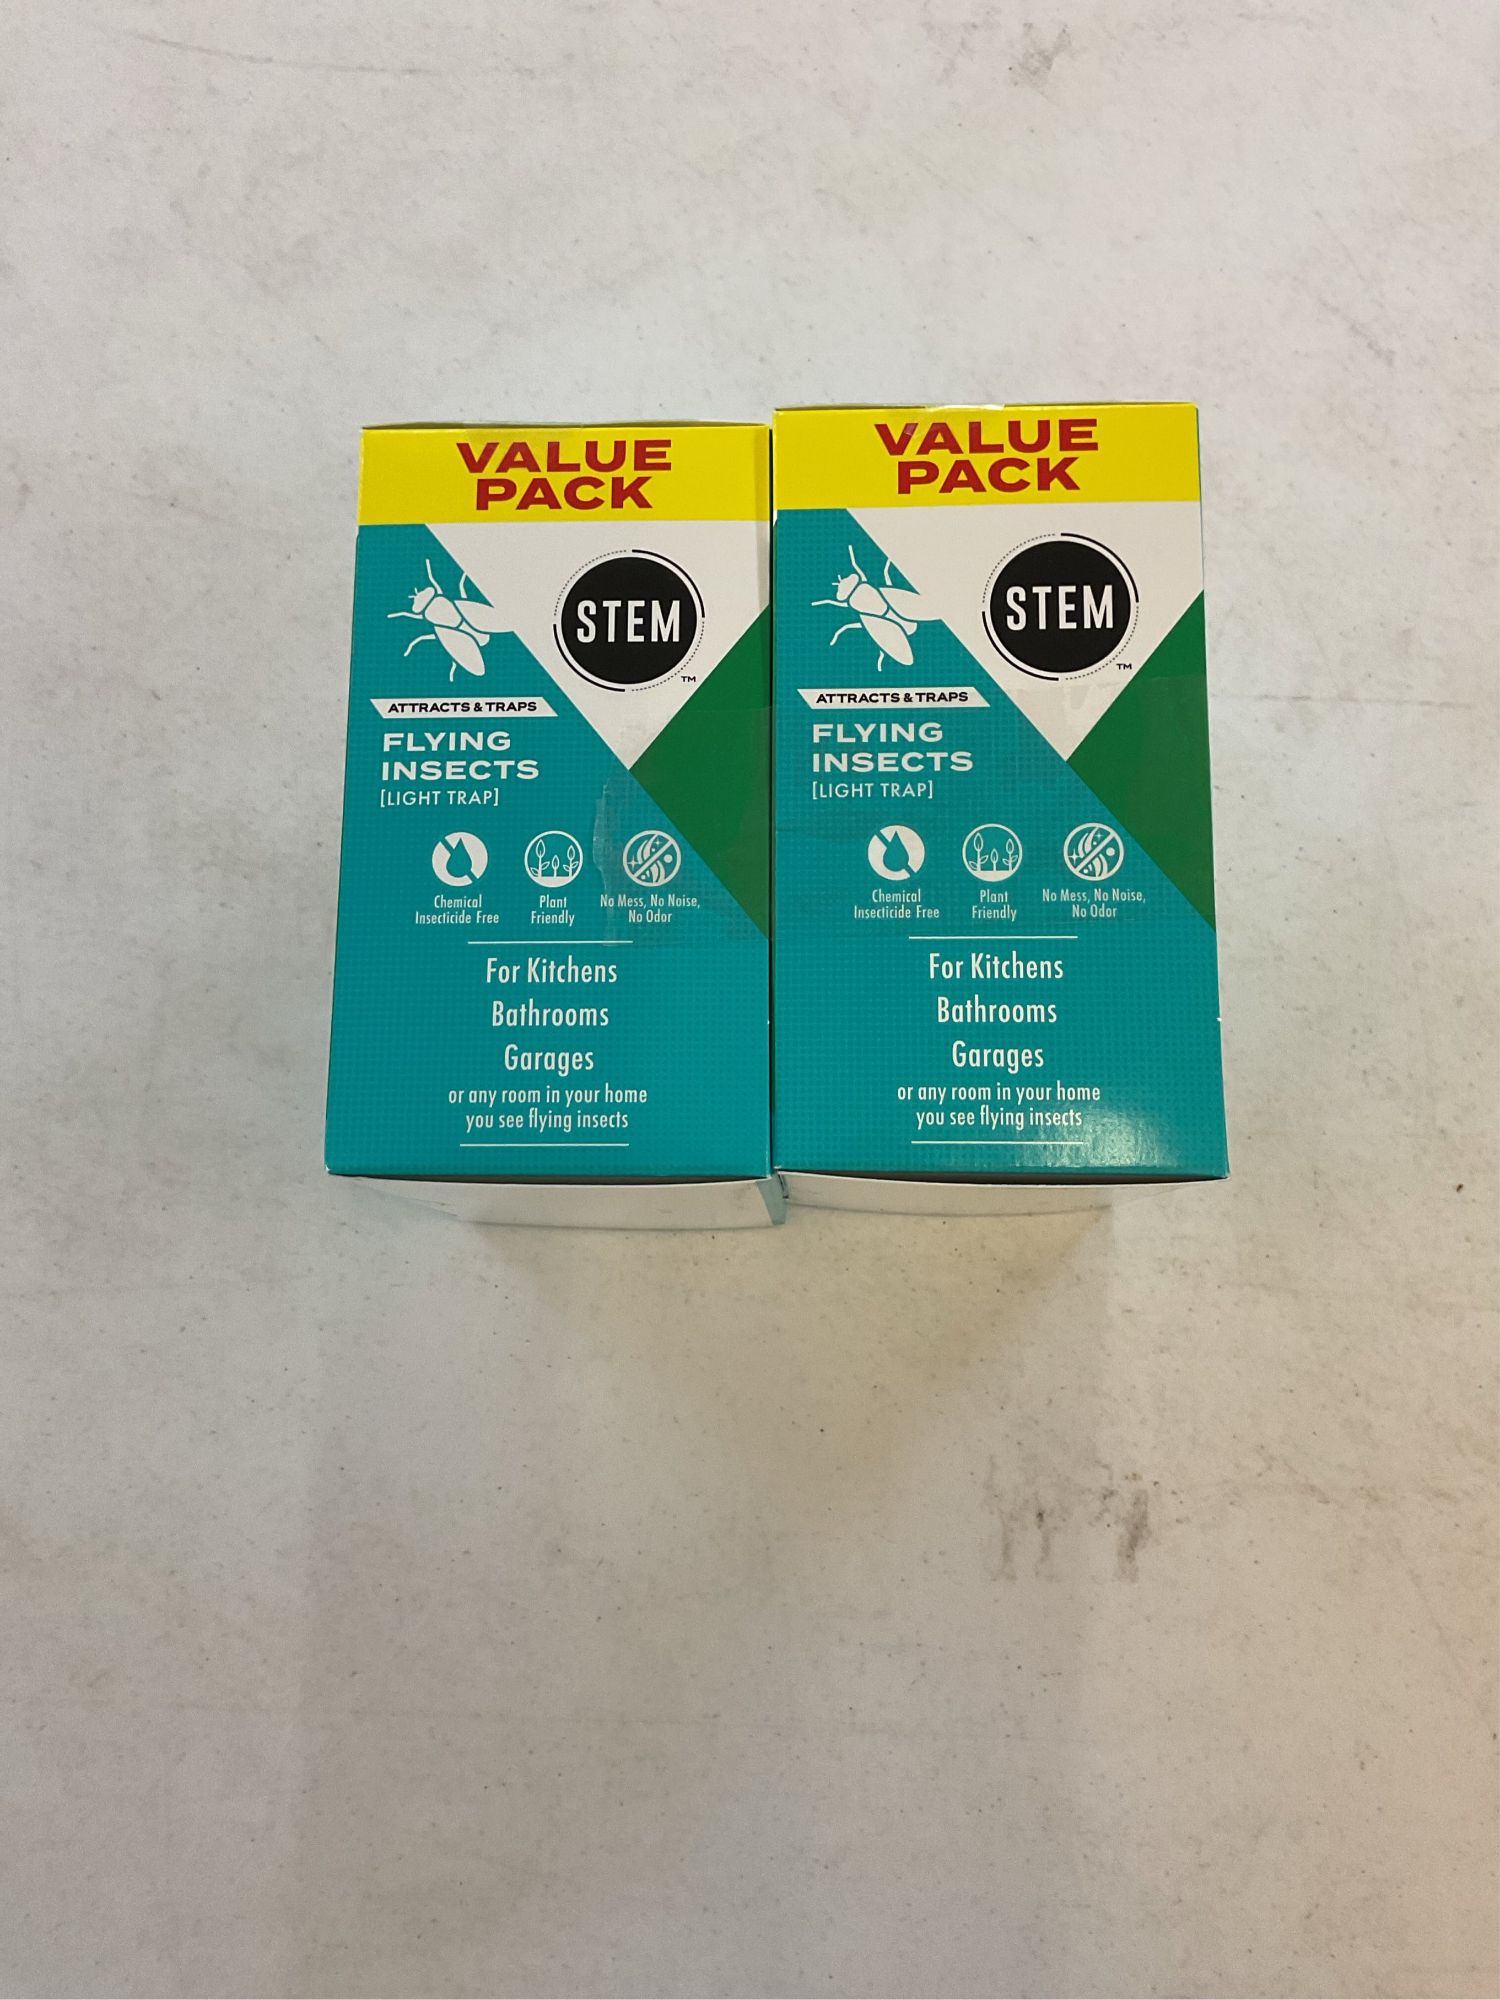 VALUE
PACK
STEM
TM
ATTRACTS & TRAPS
FLYING
INSECTS
[LIGHT TRAP]
Chemical
Insecticide Free
Plant
Friendly
No Mess, No Noise,
No Odor
For Kitchens
Bathrooms
Garages
or any room in your home
you see flying insects
VALUE
PACK
STEM
TM
ATTRACTS & TRAPS
FLYING
INSECTS
[LIGHT TRAP]
Chemical
Insecticide Free
Plant
Friendly
No Mess, No Noise,
No Odor
For Kitchens
Bathrooms
Garages
or any room in your home
you see flying insects